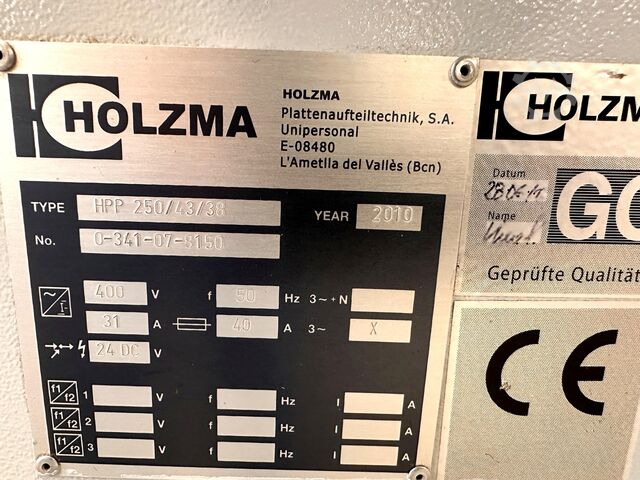 HOLZMA
HOLZMA
Plattenaufteiltechnik, S.A.
Unipersonal
E-08480
L'Ametlla del Vallès (Bcn)
TYPE HPP 250/43/38 YEAR 2010
No. 0-341-07-8150
400 V f 50 Hz 3~+N
31 A 40 A 3~ X
24 DC V
f1/f2 1 V f Hz I A
f1/f2 2 V f Hz I A
f1/f2 3 V f Hz I A
HOLZM
Datum
Name
GO
Geprüfte Qualität
CE